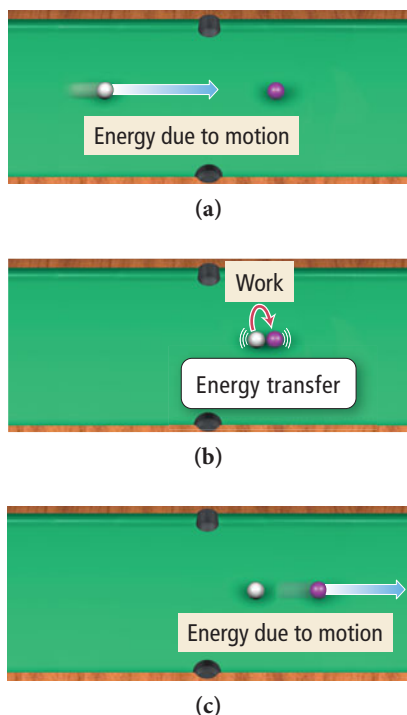 Energy due to motion
(a)
Work
Energy transfer
(b)
Energy due to motion
(c)